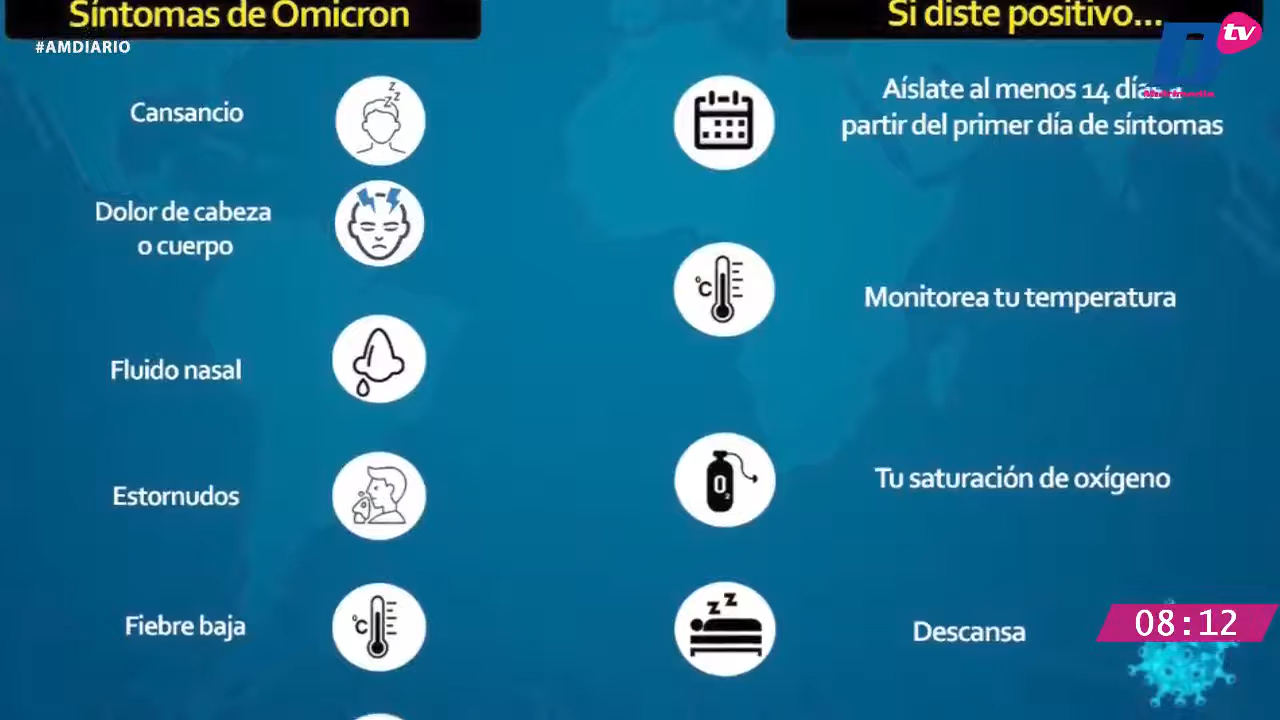 Síntomas de Omicron
#AMDIARIO
Cansancio
Dolor de cabeza
o cuerpo
Fluido nasal
Estornudos
°C
Fiebre baja
Si diste positivo...
tv
Aíslate al menos 14 días
partir del primer día de síntomas
°C
Monitorea tu temperatura
O2
Tu saturación de oxígeno
z z
Descansa
08:12